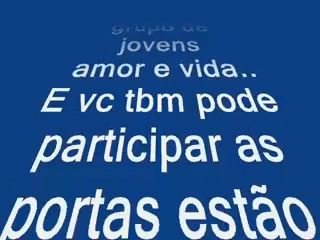 grupo de
jovens
amor e vida..
E vc tbm pode
participar as
portas estão